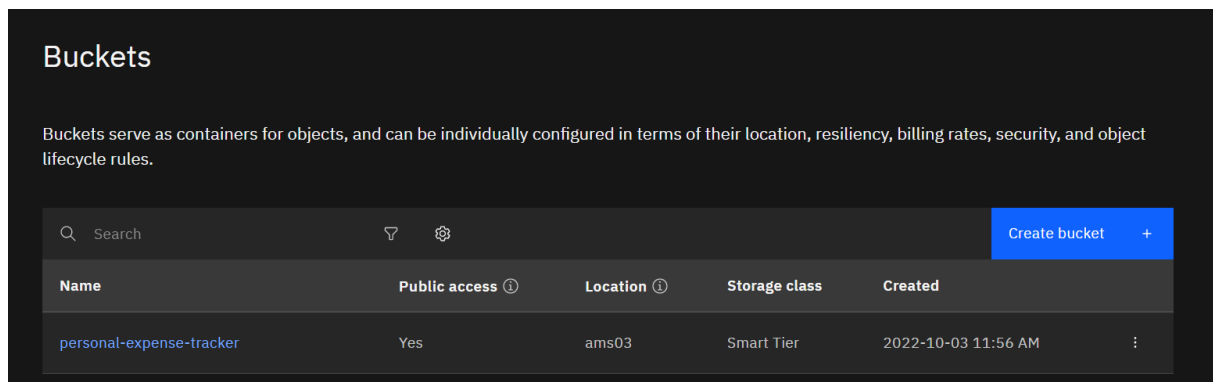 Buckets
Buckets serve as containers for objects, and can be individually configured in terms of their location, resiliency, billing rates, security, and object
lifecycle rules.
Search Create bucket +
Name Public access Location Storage class Created
personal-expense-tracker Yes ams03 Smart Tier 2022-10-03 11:56 AM